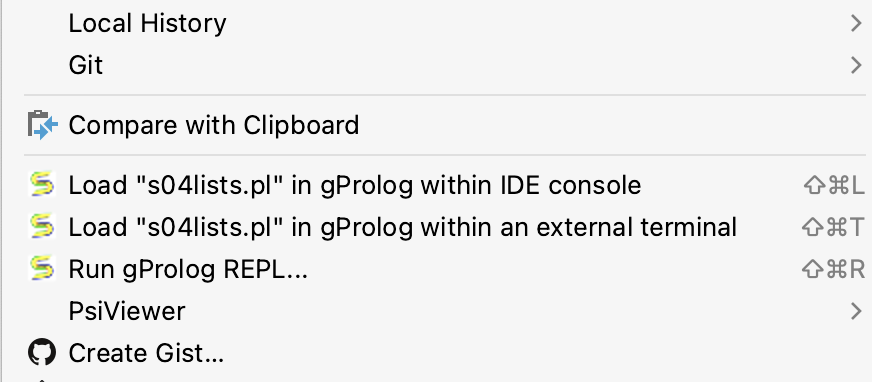 Local History
Git
Compare with Clipboard
Load "s04lists.pl" in gProlog within IDE console ⇧⌘L
Load "s04lists.pl" in gProlog within an external terminal ⇧⌘T
Run gProlog REPL... ⇧⌘R
PsiViewer
Create Gist...